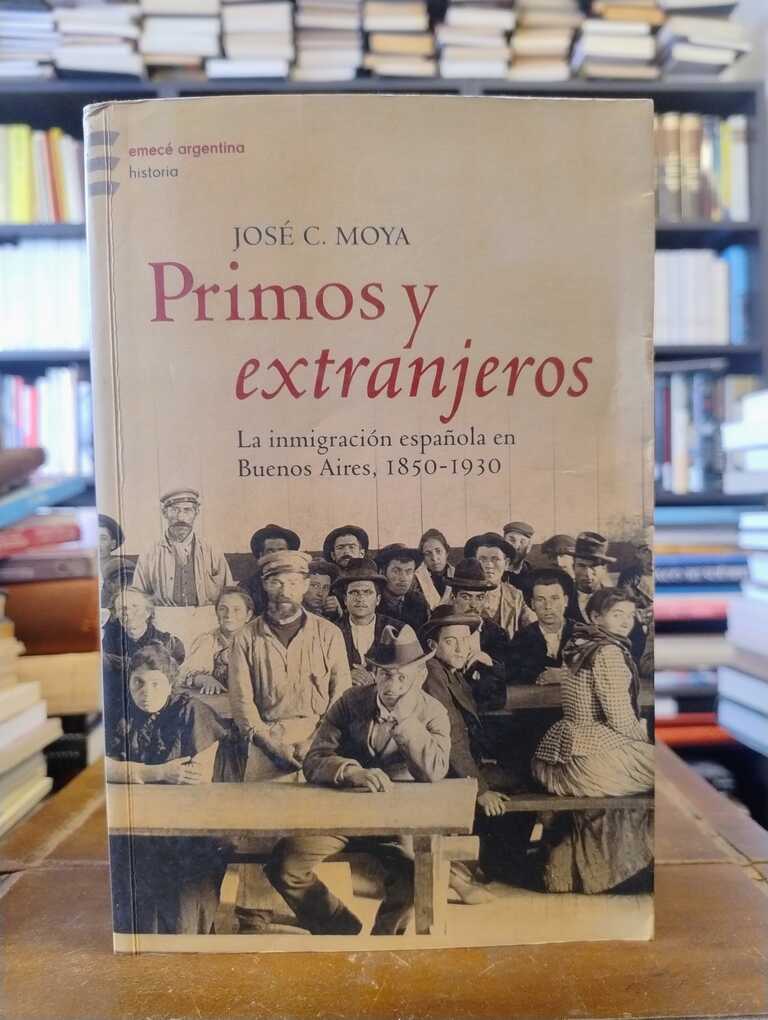 emecé argentina
historia
JOSÉ C. MOYA
Primos y
extranjeros
La inmigración española en
Buenos Aires, 1850-1930